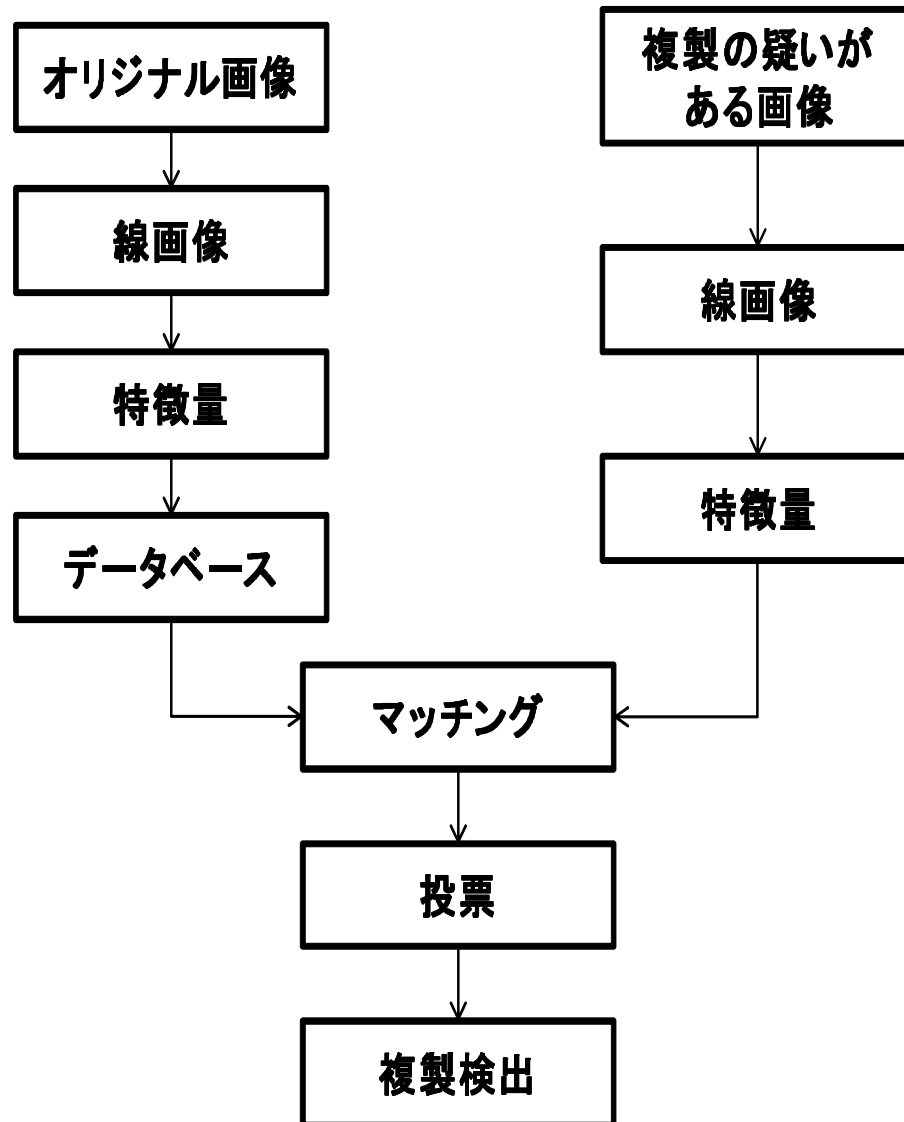 オリジナル画像
線画像
特徴量
データベース
複製の疑いが
ある画像
線画像
特徴量
マッチング
投票
複製検出